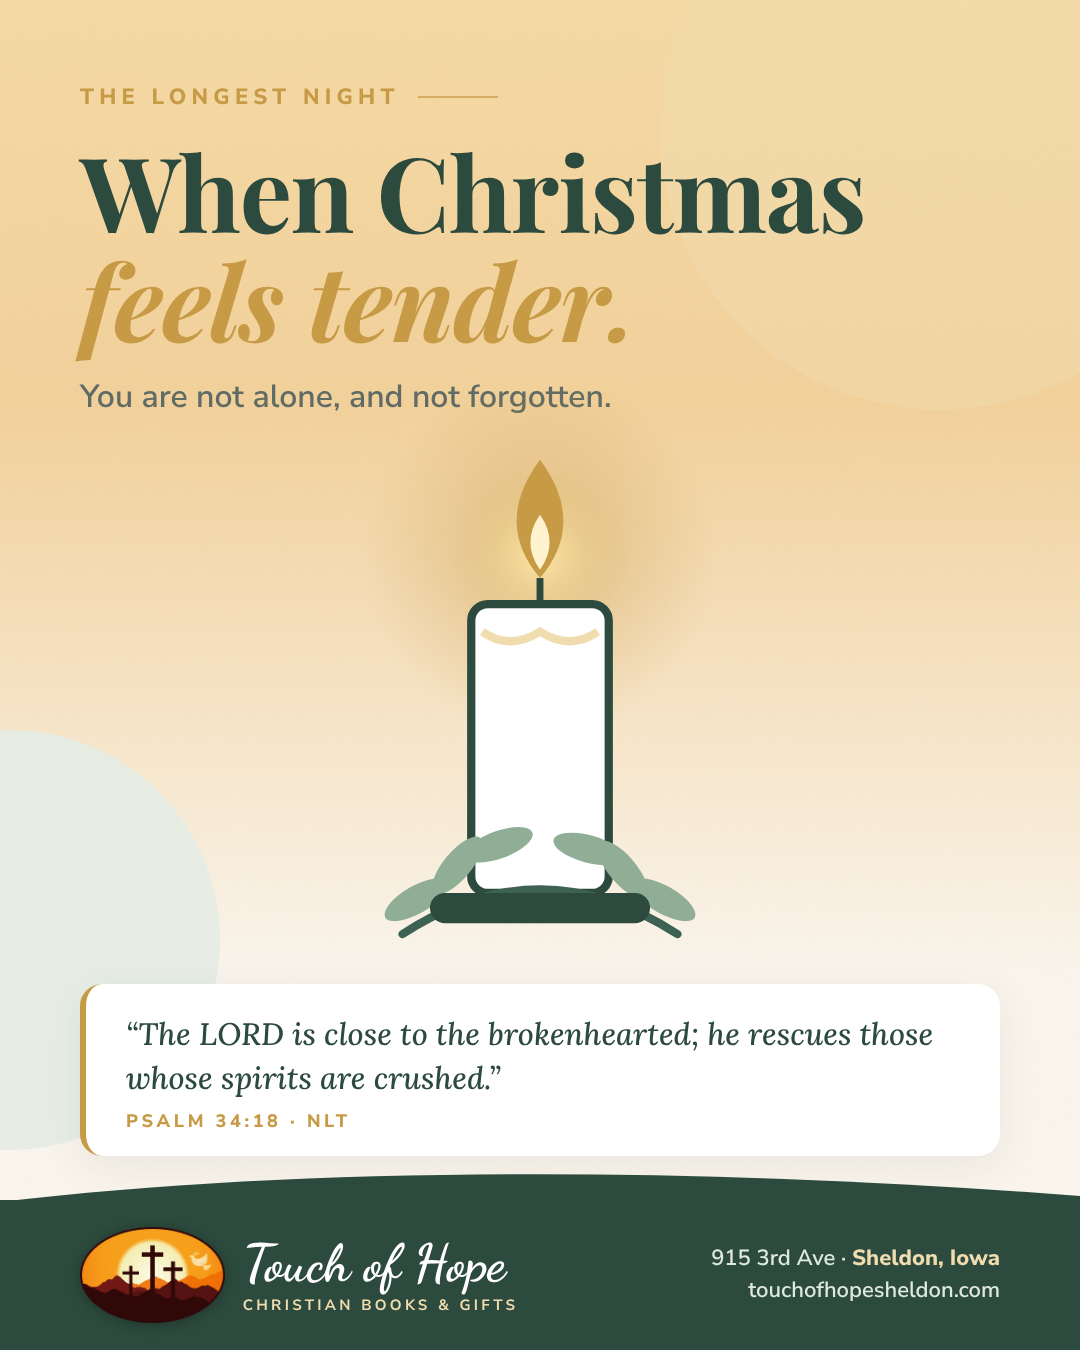 THE LONGEST NIGHT
When Christmas
feels tender.
You are not alone, and not forgotten.
“The LORD is close to the brokenhearted; he rescues those
whose spirits are crushed.”
PSALM 34:18 · NLT
Touch of Hope
CHRISTIAN BOOKS & GIFTS
915 3rd Ave · Sheldon, Iowa
touchofhopesheldon.com